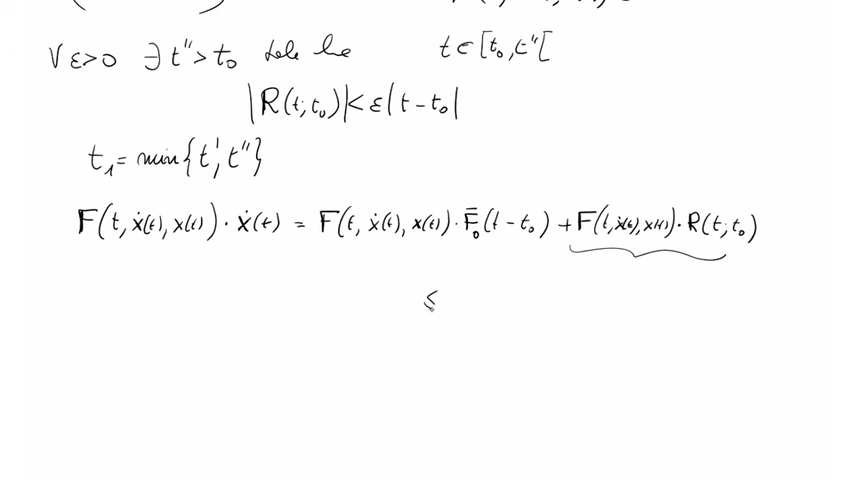 ∀ ε>0 ∃ t''>t₀ tale che t ∈ [t₀, t''[
|R(t; t₀)| < ε|t - t₀|
t₁ = min{t', t''}
F(t, ẋ(t), x(t)) · ẋ(t) = F(t, ẋ(t), x(t)) · F̄₀(t - t₀) + F(t, ẋ(t), x(t)) · R(t; t₀)
≤